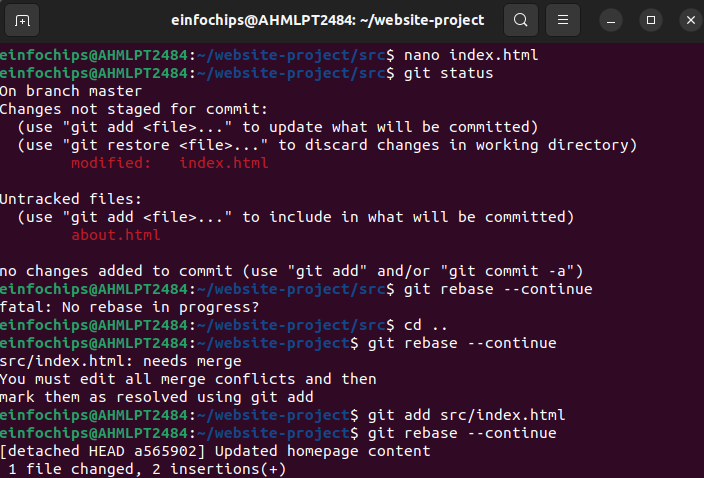 einfochips@AHMLPT2484: ~/website-project
einfochips@AHMLPT2484:~/website-project/src$ nano index.html
einfochips@AHMLPT2484:~/website-project/src$ git status
On branch master
Changes not staged for commit:
  (use "git add <file>..." to update what will be committed)
  (use "git restore <file>..." to discard changes in working directory)
        modified:   index.html

Untracked files:
  (use "git add <file>..." to include in what will be committed)
        about.html

no changes added to commit (use "git add" and/or "git commit -a")
einfochips@AHMLPT2484:~/website-project/src$ git rebase --continue
fatal: No rebase in progress?
einfochips@AHMLPT2484:~/website-project/src$ cd ..
einfochips@AHMLPT2484:~/website-project$ git rebase --continue
src/index.html: needs merge
You must edit all merge conflicts and then
mark them as resolved using git add
einfochips@AHMLPT2484:~/website-project$ git add src/index.html
einfochips@AHMLPT2484:~/website-project$ git rebase --continue
[detached HEAD a565902] Updated homepage content
 1 file changed, 2 insertions(+)